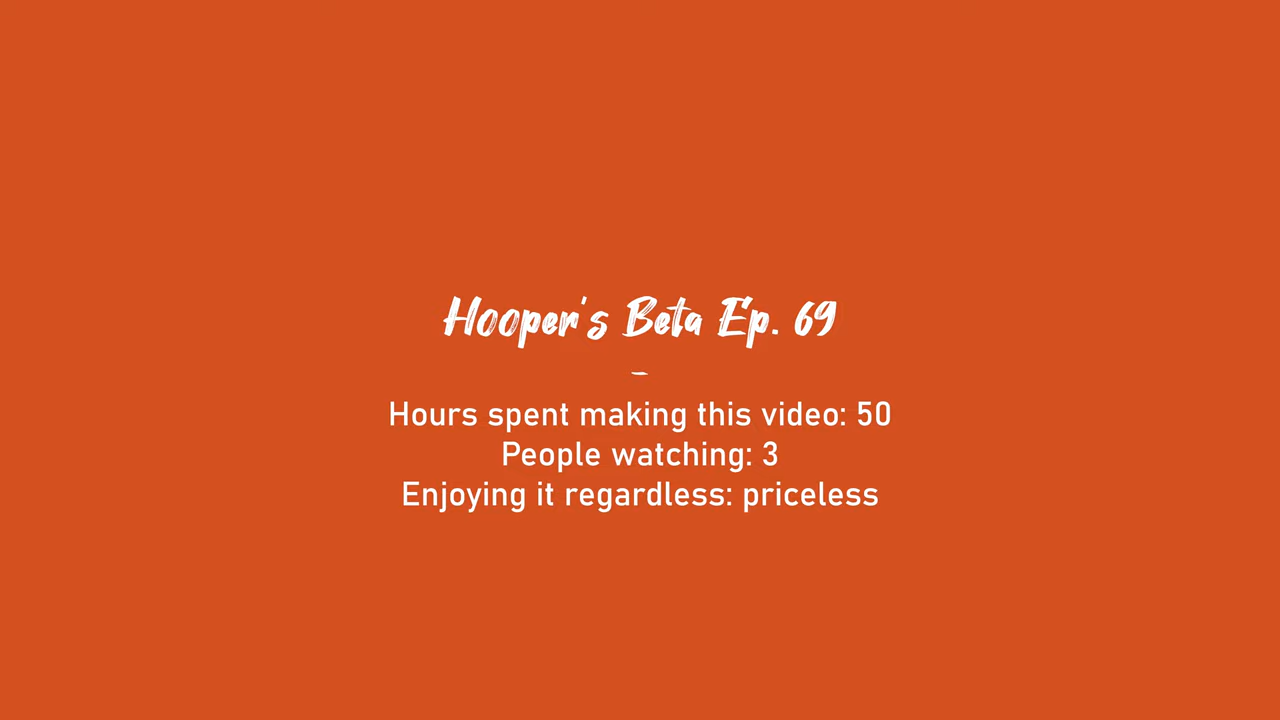 Hooper's Beta Ep. 69
–
Hours spent making this video: 50
People watching: 3
Enjoying it regardless: priceless